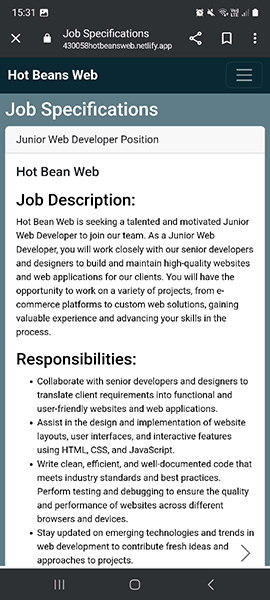 15:31
Job Specifications
430058hotbeansweb.netlify.app
Hot Beans Web
Job Specifications
Junior Web Developer Position
Hot Bean Web
Job Description:
Hot Bean Web is seeking a talented and motivated Junior
Web Developer to join our team. As a Junior Web
Developer, you will work closely with our senior developers
and designers to build and maintain high-quality websites
and web applications for our clients. You will have the
opportunity to work on a variety of projects, from e-
commerce platforms to custom web solutions, gaining
valuable experience and advancing your skills in the
process.
Responsibilities:
• Collaborate with senior developers and designers to
translate client requirements into functional and
user-friendly websites and web applications.
• Assist in the design and implementation of website
layouts, user interfaces, and interactive features
using HTML, CSS, and JavaScript.
• Write clean, efficient, and well-documented code that
meets industry standards and best practices.
Perform testing and debugging to ensure the quality
and performance of websites across different
browsers and devices.
• Stay updated on emerging technologies and trends in
web development to contribute fresh ideas and
approaches to projects.